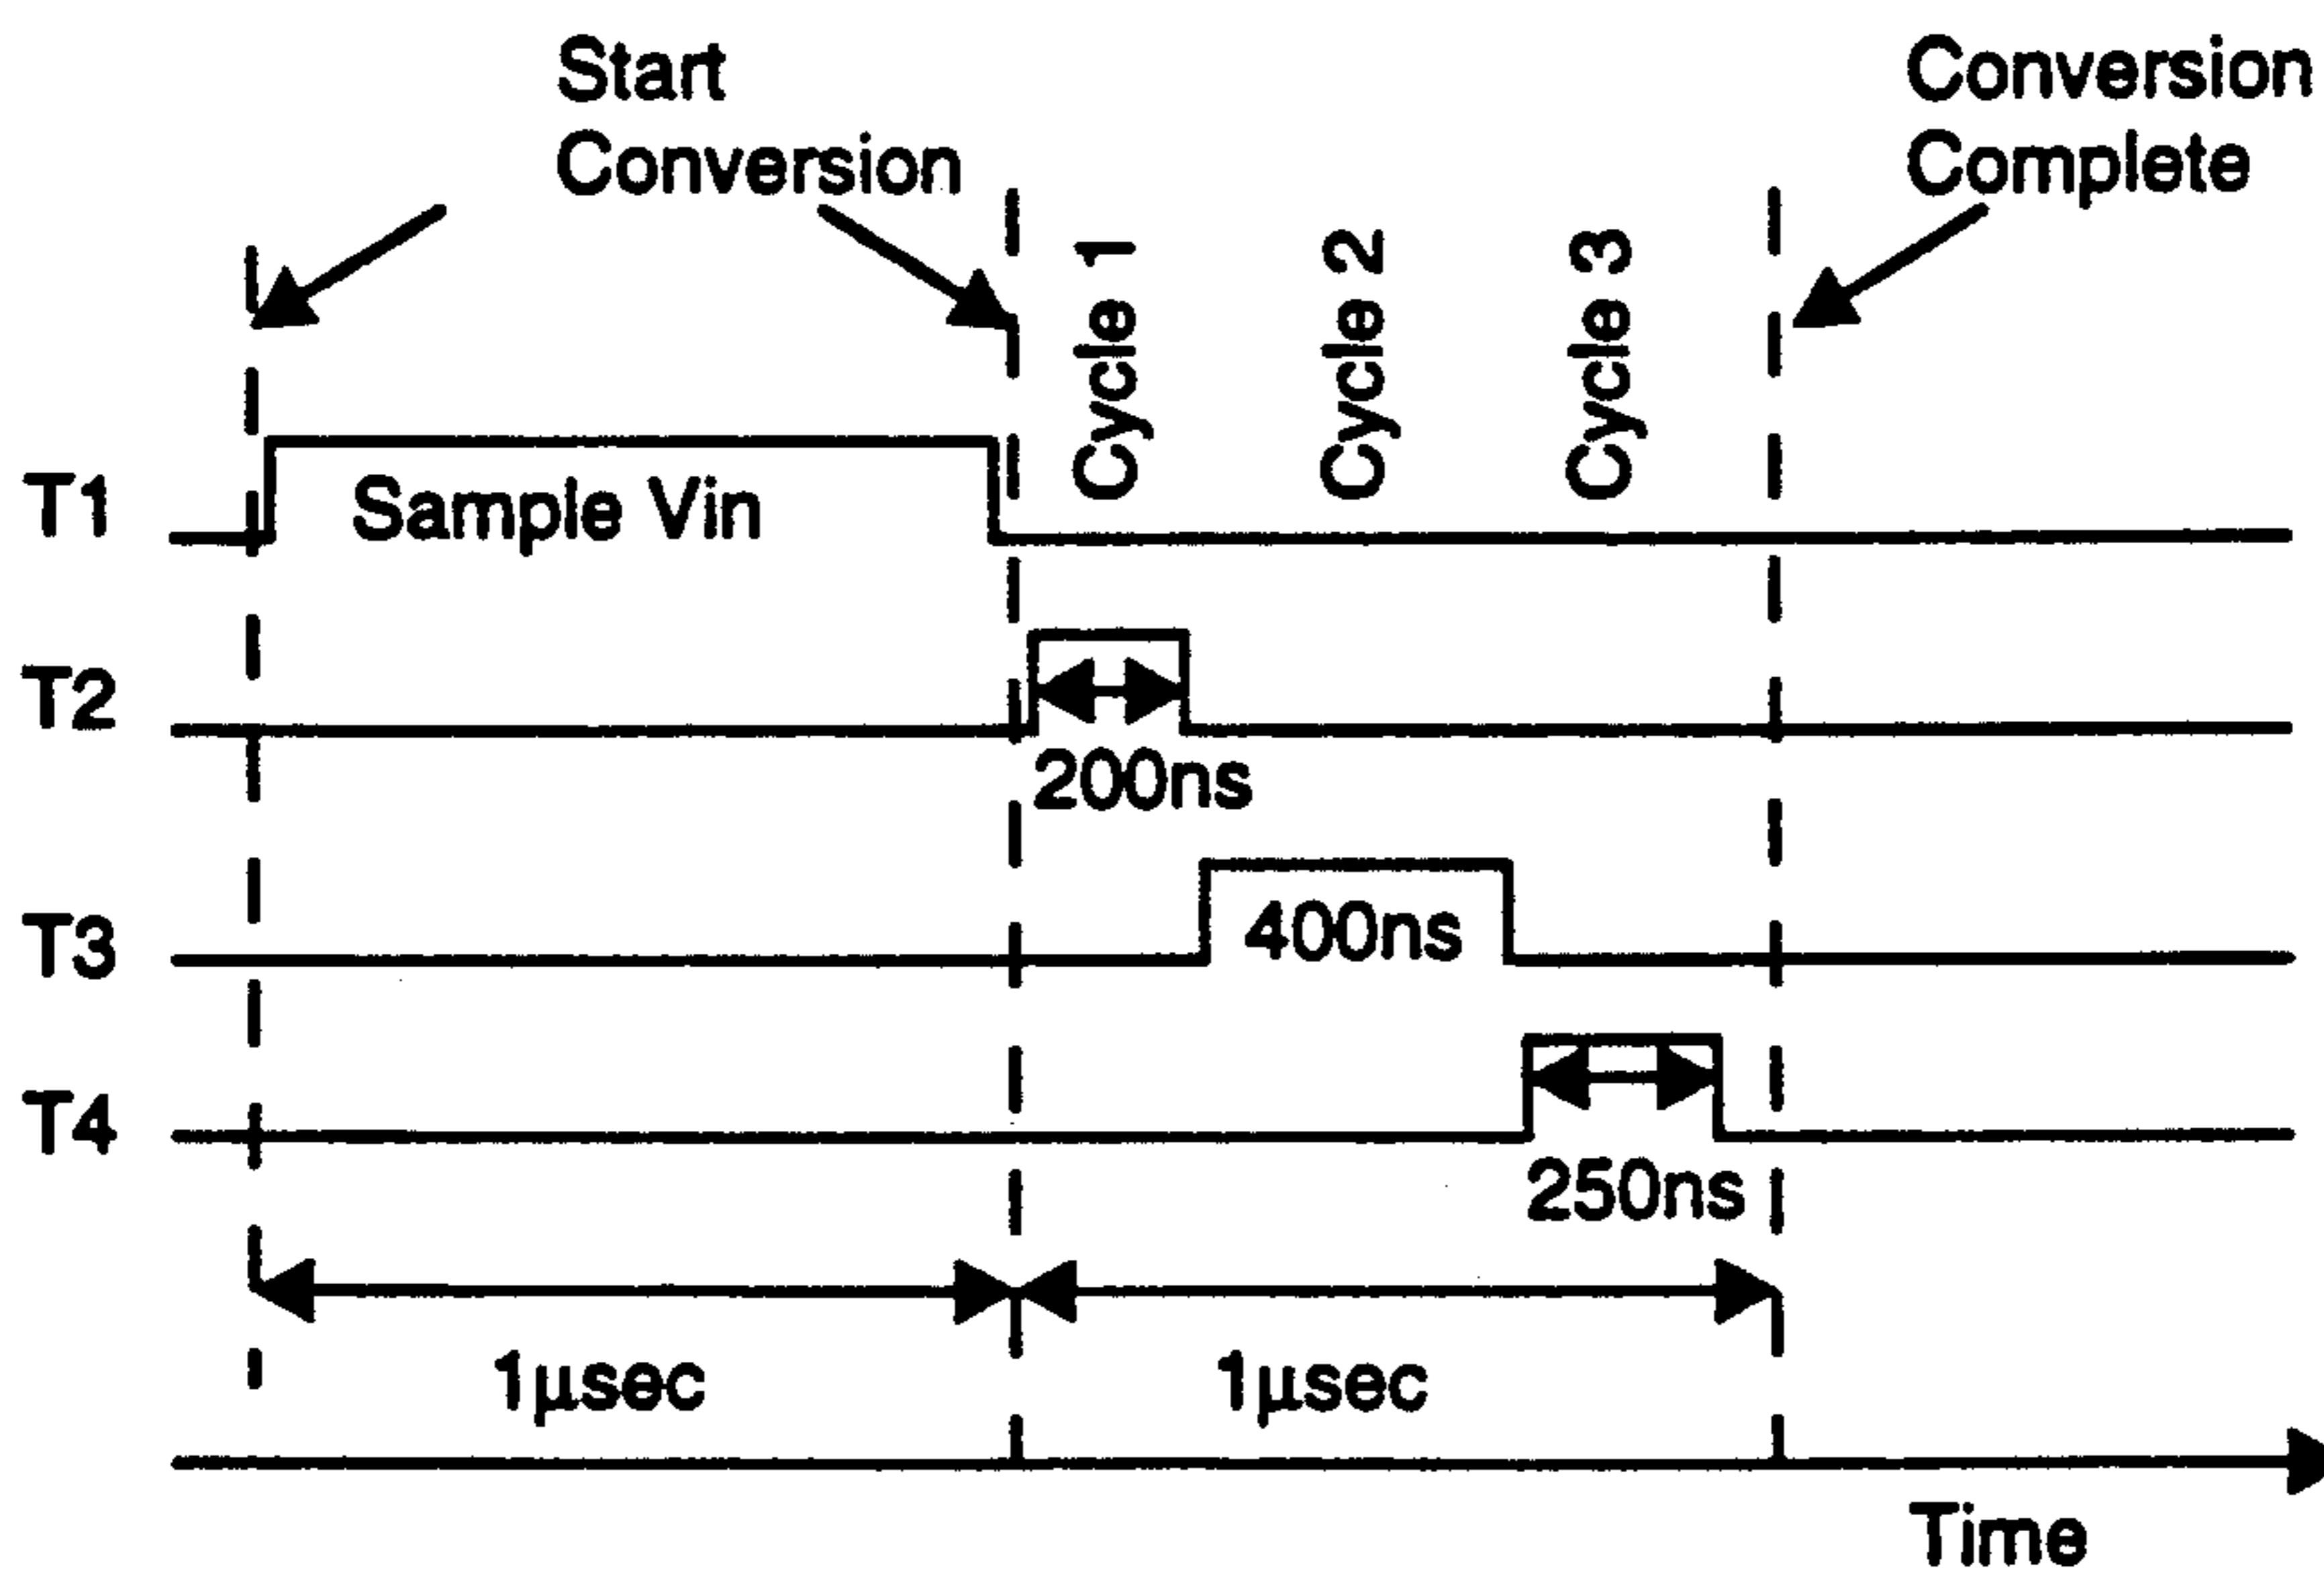 Start
Conversion
Conversion
Complete
Cycle 1
Cycle 2
Cycle 3
T1
Sample Vin
T2
200ns
T3
400ns
T4
250ns
1µsec
1µsec
Time